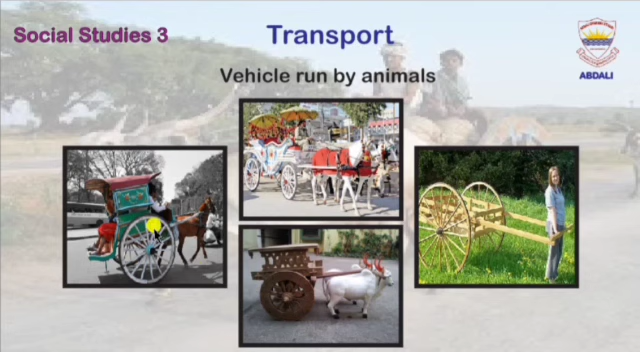 Social Studies 3
Transport
ABDALI
Vehicle run by animals